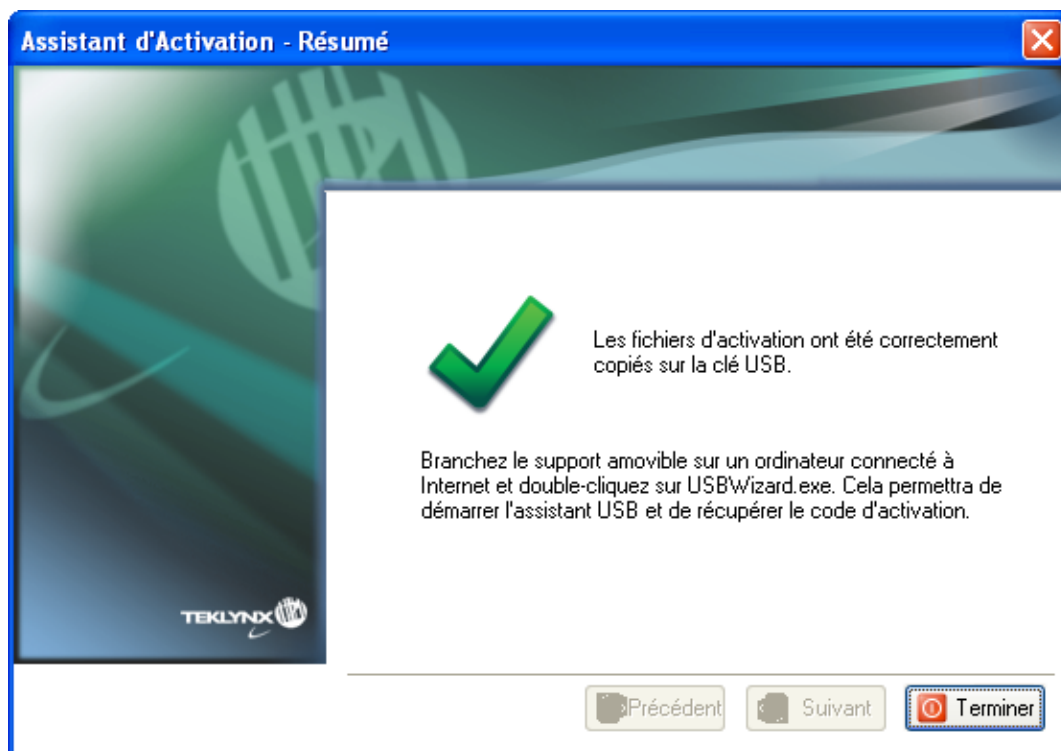 Assistant d'Activation - Résumé
Les fichiers d'activation ont été correctement
copiés sur la clé USB.
Branchez le support amovible sur un ordinateur connecté à
Internet et double-cliquez sur USBWizard.exe. Cela permettra de
démarrer l'assistant USB et de récupérer le code d'activation.
TEKLYNX
Précédent Suivant Terminer